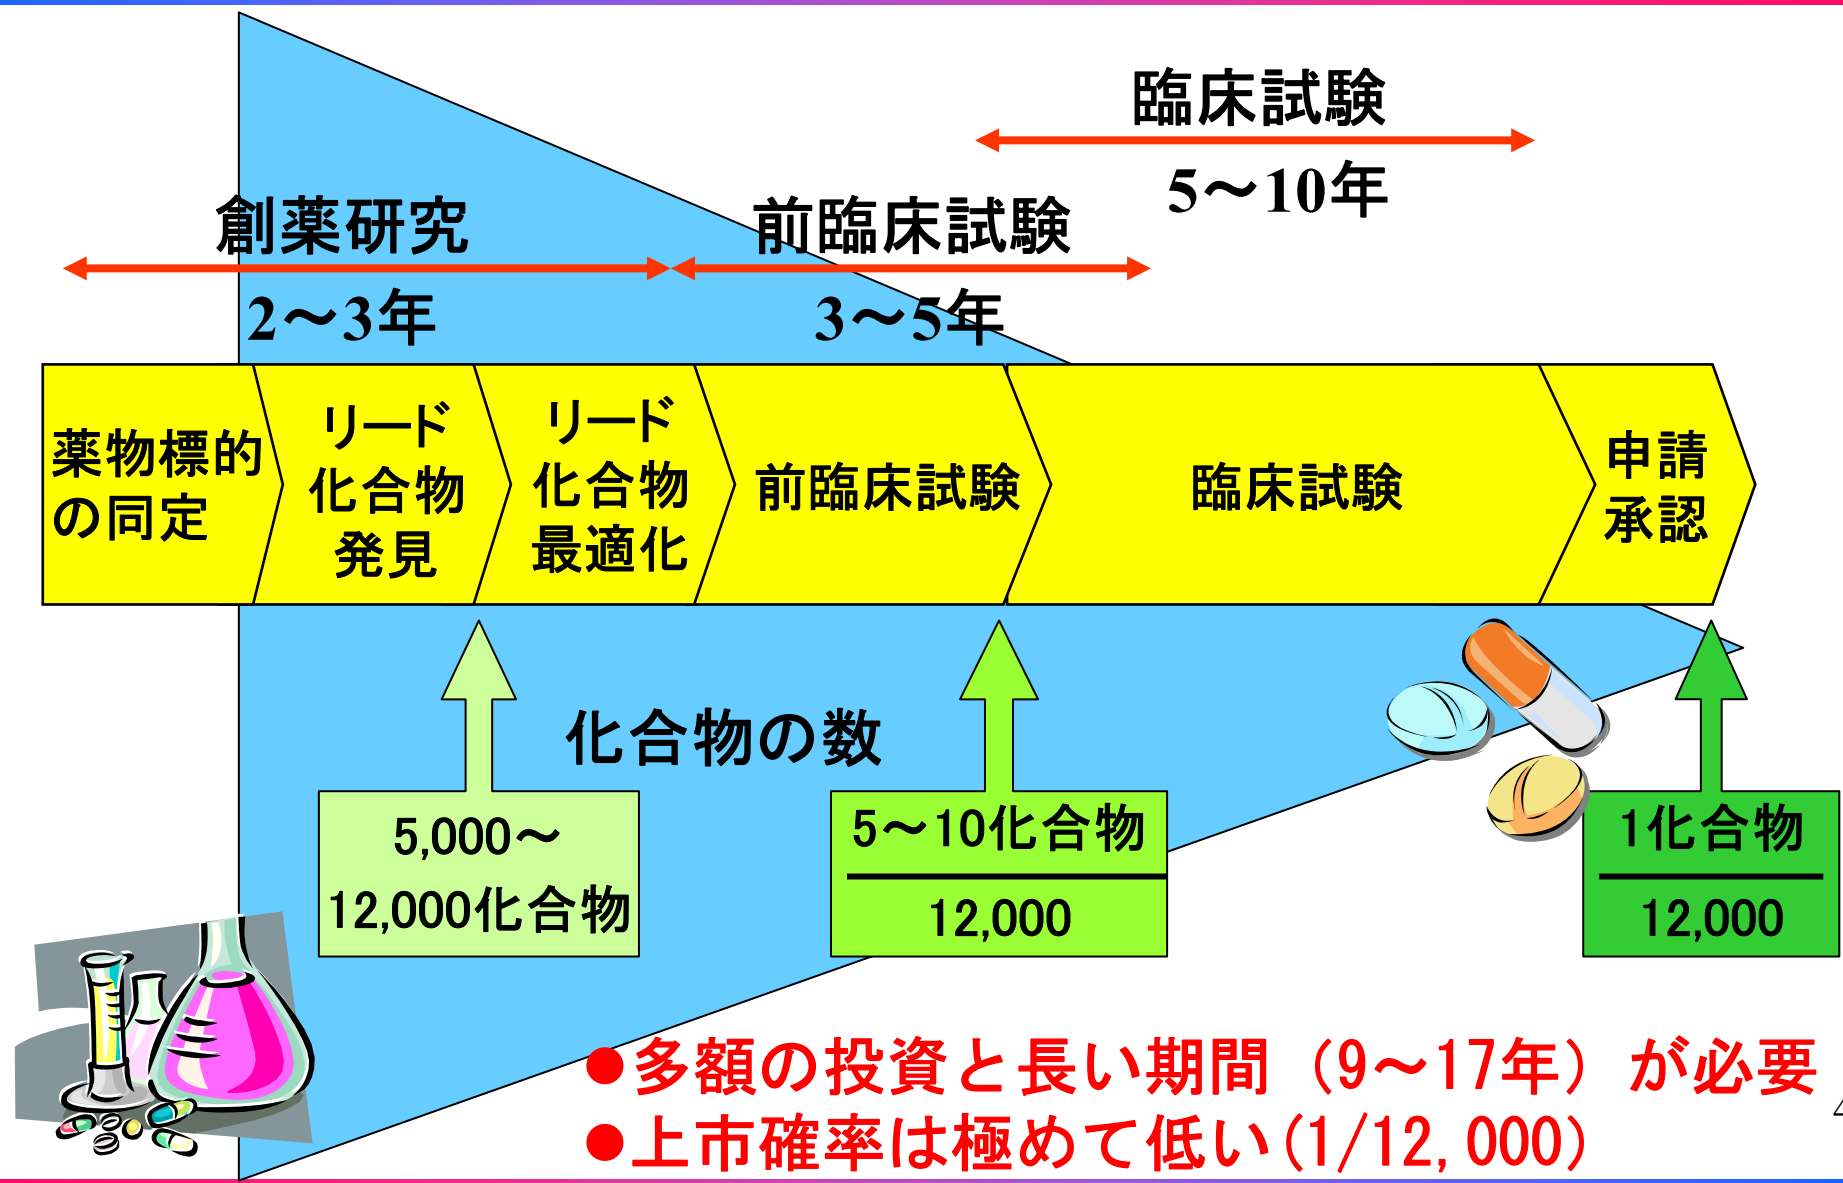 臨床試験
5～10年
創薬研究
2～3年
前臨床試験
3～5年
薬物標的
の同定
リード
化合物
発見
リード
化合物
最適化
前臨床試験
臨床試験
申請
承認
化合物の数
5,000～
12,000化合物
5～10化合物
12,000
1化合物
12,000
●多額の投資と長い期間（9～17年）が必要
●上市確率は極めて低い(1/12,000)
4